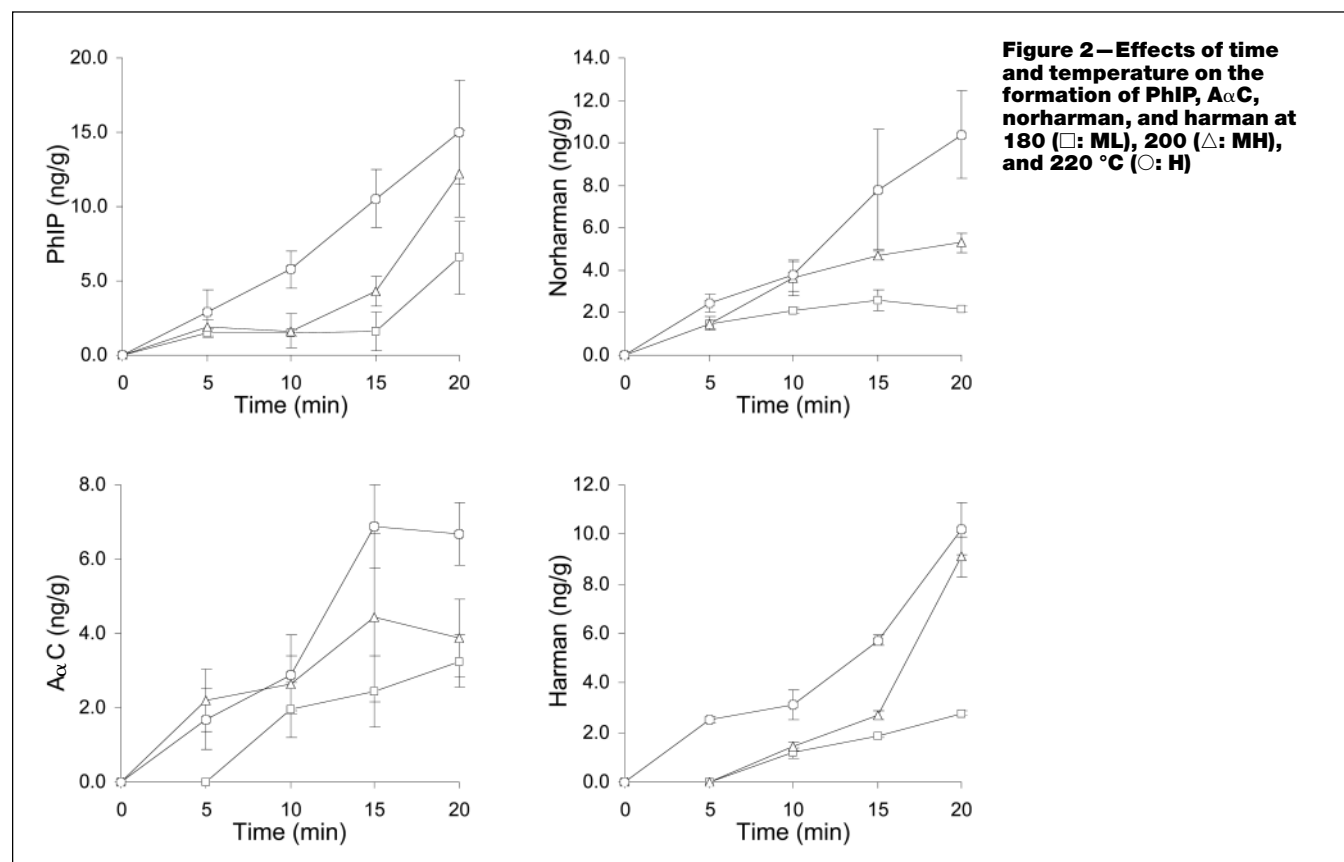 Figure 2—Effects of time
and temperature on the
formation of PhIP, AαC,
norharman, and harman at
180 (□: ML), 200 (△: MH),
and 220 °C (○: H)
20.0
15.0
10.0
5.0
0.0
PhIP (ng/g)
0 5 10 15 20
Time (min)
14.0
12.0
10.0
8.0
6.0
4.0
2.0
0.0
Norharman (ng/g)
0 5 10 15 20
Time (min)
8.0
6.0
4.0
2.0
0.0
AαC (ng/g)
0 5 10 15 20
Time (min)
12.0
10.0
8.0
6.0
4.0
2.0
0.0
Harman (ng/g)
0 5 10 15 20
Time (min)